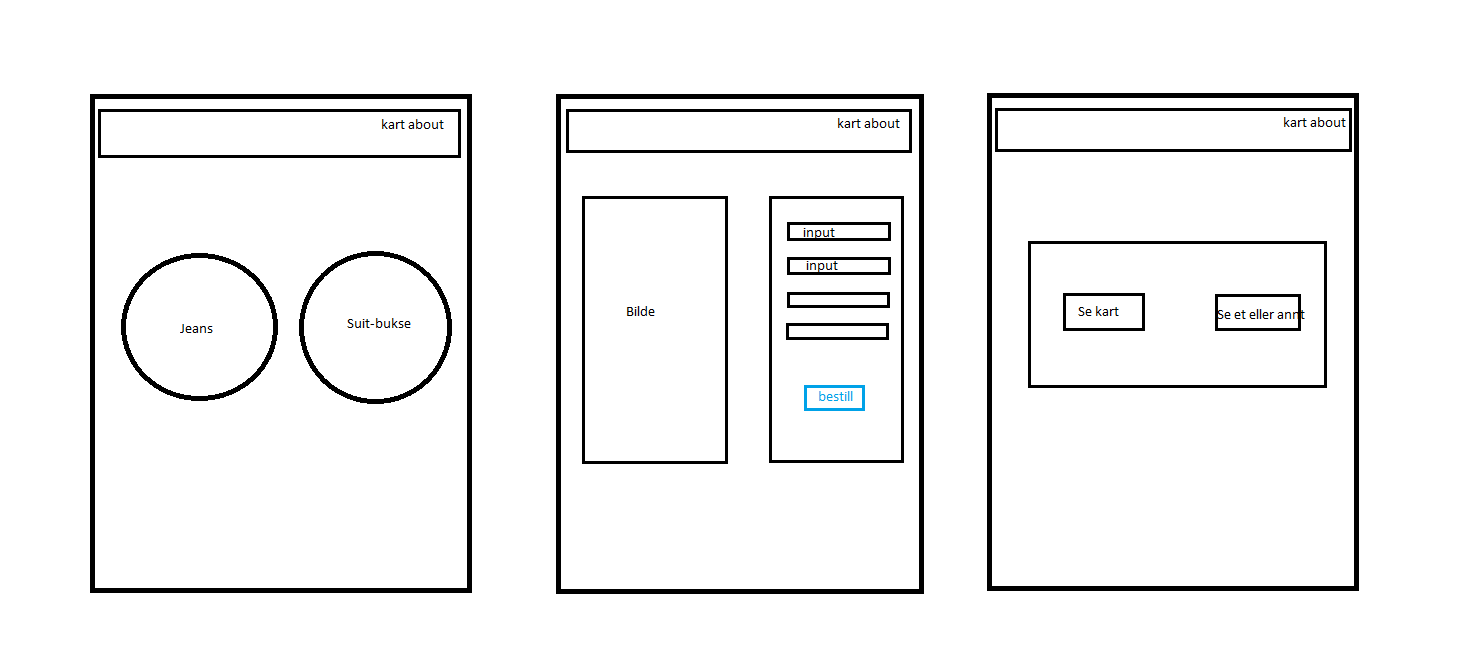 kart about
Jeans
Suit-bukse
kart about
Bilde
input
input
bestill
kart about
Se kart
Se et eller annt